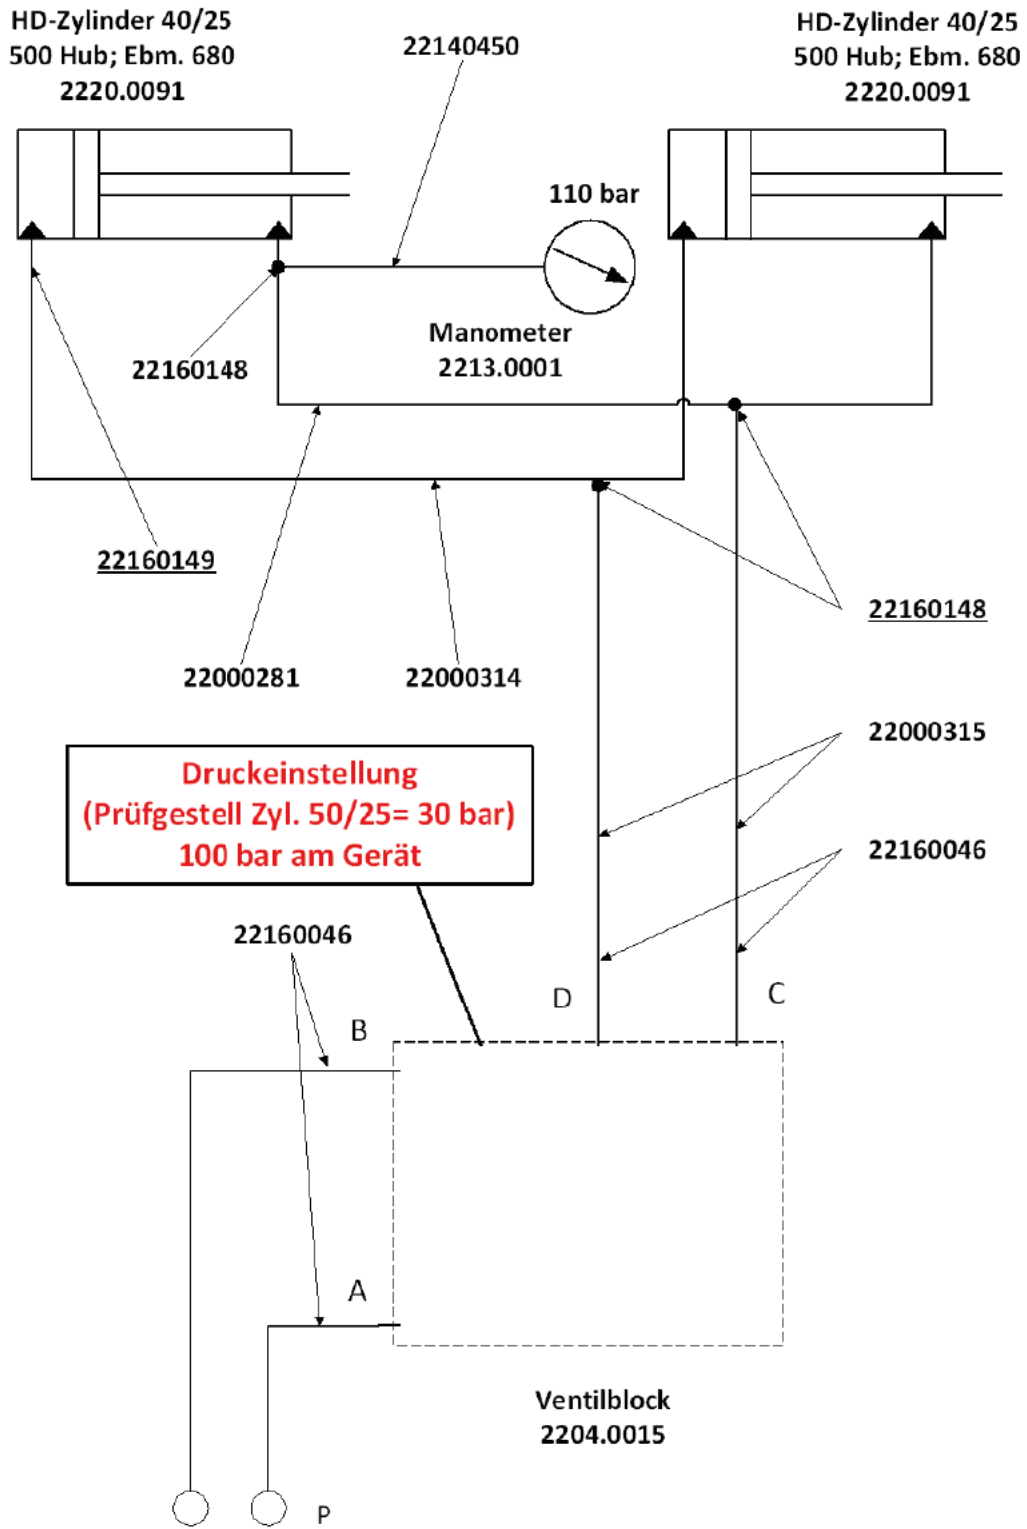 HD-Zylinder 40/25
500 Hub; Ebm. 680
2220.0091
22140450
HD-Zylinder 40/25
500 Hub; Ebm. 680
2220.0091
110 bar
Manometer
2213.0001
22160148
22160149
22160148
22000281
22000314
22000315
Druckeinstellung
(Prüfgestell Zyl. 50/25= 30 bar)
100 bar am Gerät
22160046
22160046
D
C
B
A
Ventilblock
2204.0015
P